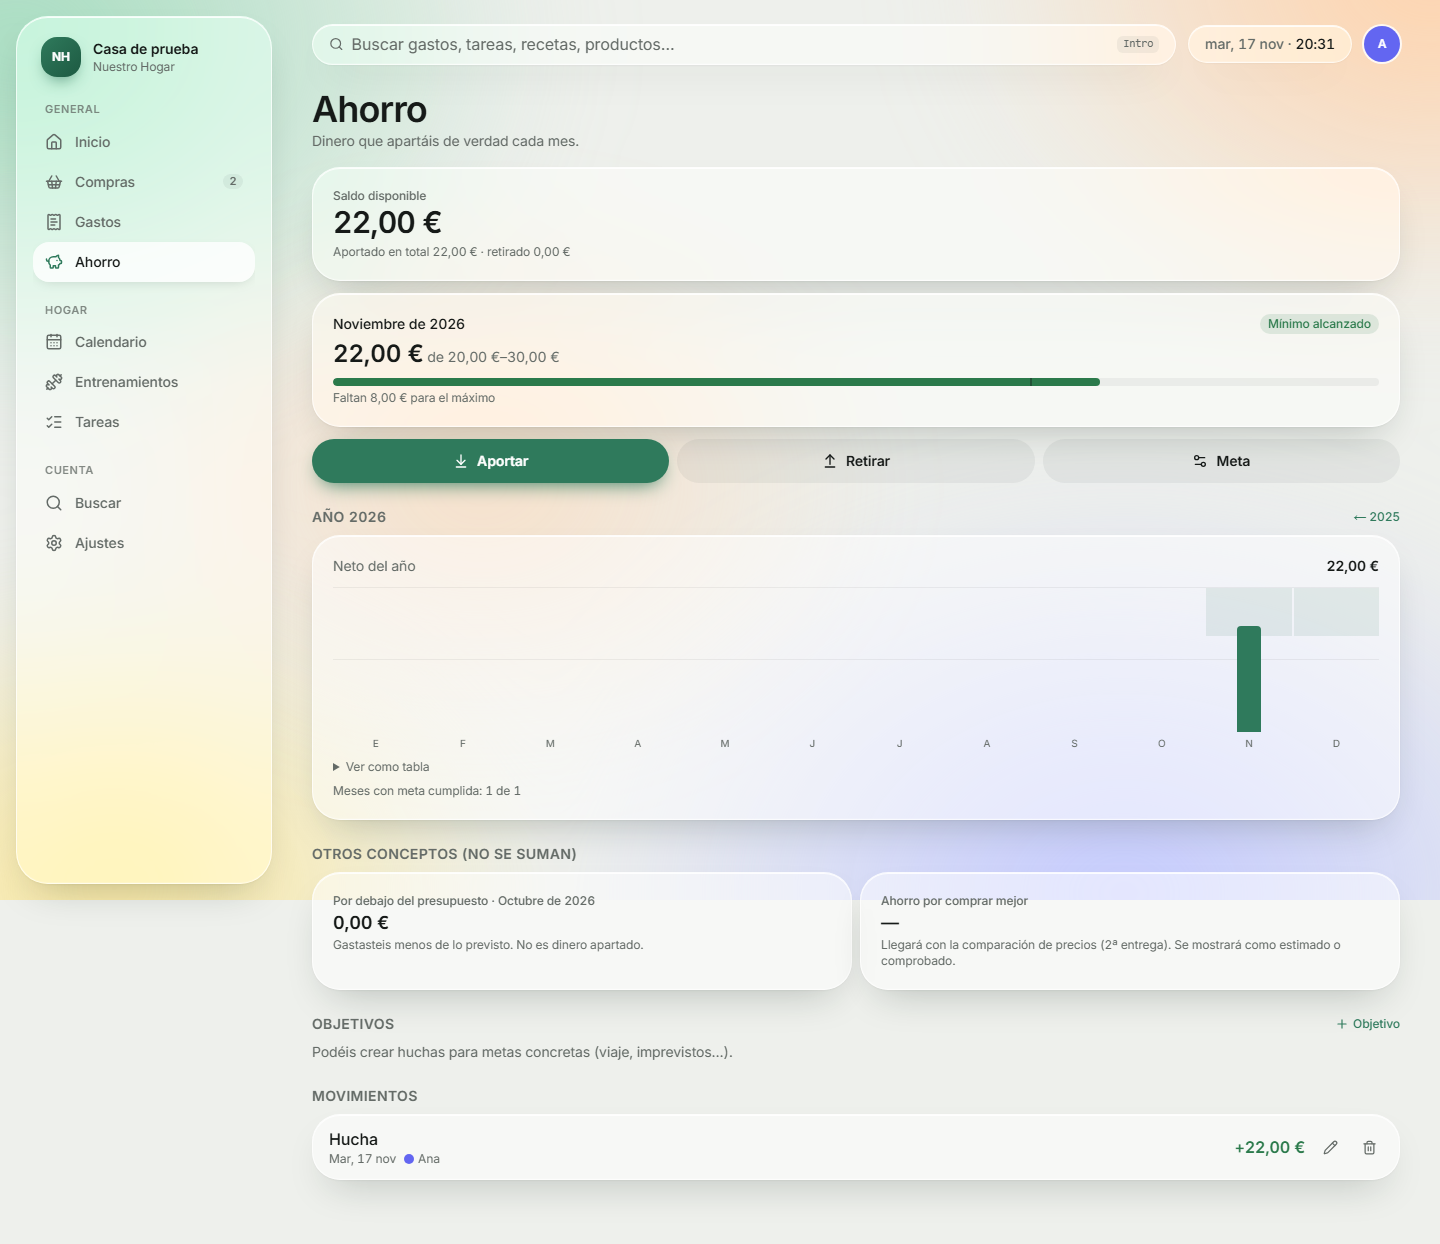 NH
Casa de prueba
Nuestro Hogar
GENERAL
Inicio
Compras 2
Gastos
Ahorro
HOGAR
Calendario
Entrenamientos
Tareas
CUENTA
Buscar
Ajustes
Buscar gastos, tareas, recetas, productos... Intro
mar, 17 nov · 20:31
A
Ahorro
Dinero que apartáis de verdad cada mes.
Saldo disponible
22,00 €
Aportado en total 22,00 € · retirado 0,00 €
Noviembre de 2026 Mínimo alcanzado
22,00 € de 20,00 €–30,00 €
Faltan 8,00 € para el máximo
Aportar
Retirar
Meta
AÑO 2026 ← 2025
Neto del año 22,00 €
E F M A M J J A S O N D
Ver como tabla
Meses con meta cumplida: 1 de 1
OTROS CONCEPTOS (NO SE SUMAN)
Por debajo del presupuesto · Octubre de 2026
0,00 €
Gastasteis menos de lo previsto. No es dinero apartado.
Ahorro por comprar mejor
—
Llegará con la comparación de precios (2ª entrega). Se mostrará como estimado o
comprobado.
OBJETIVOS + Objetivo
Podéis crear huchas para metas concretas (viaje, imprevistos...).
MOVIMIENTOS
Hucha
Mar, 17 nov Ana
+22,00 €